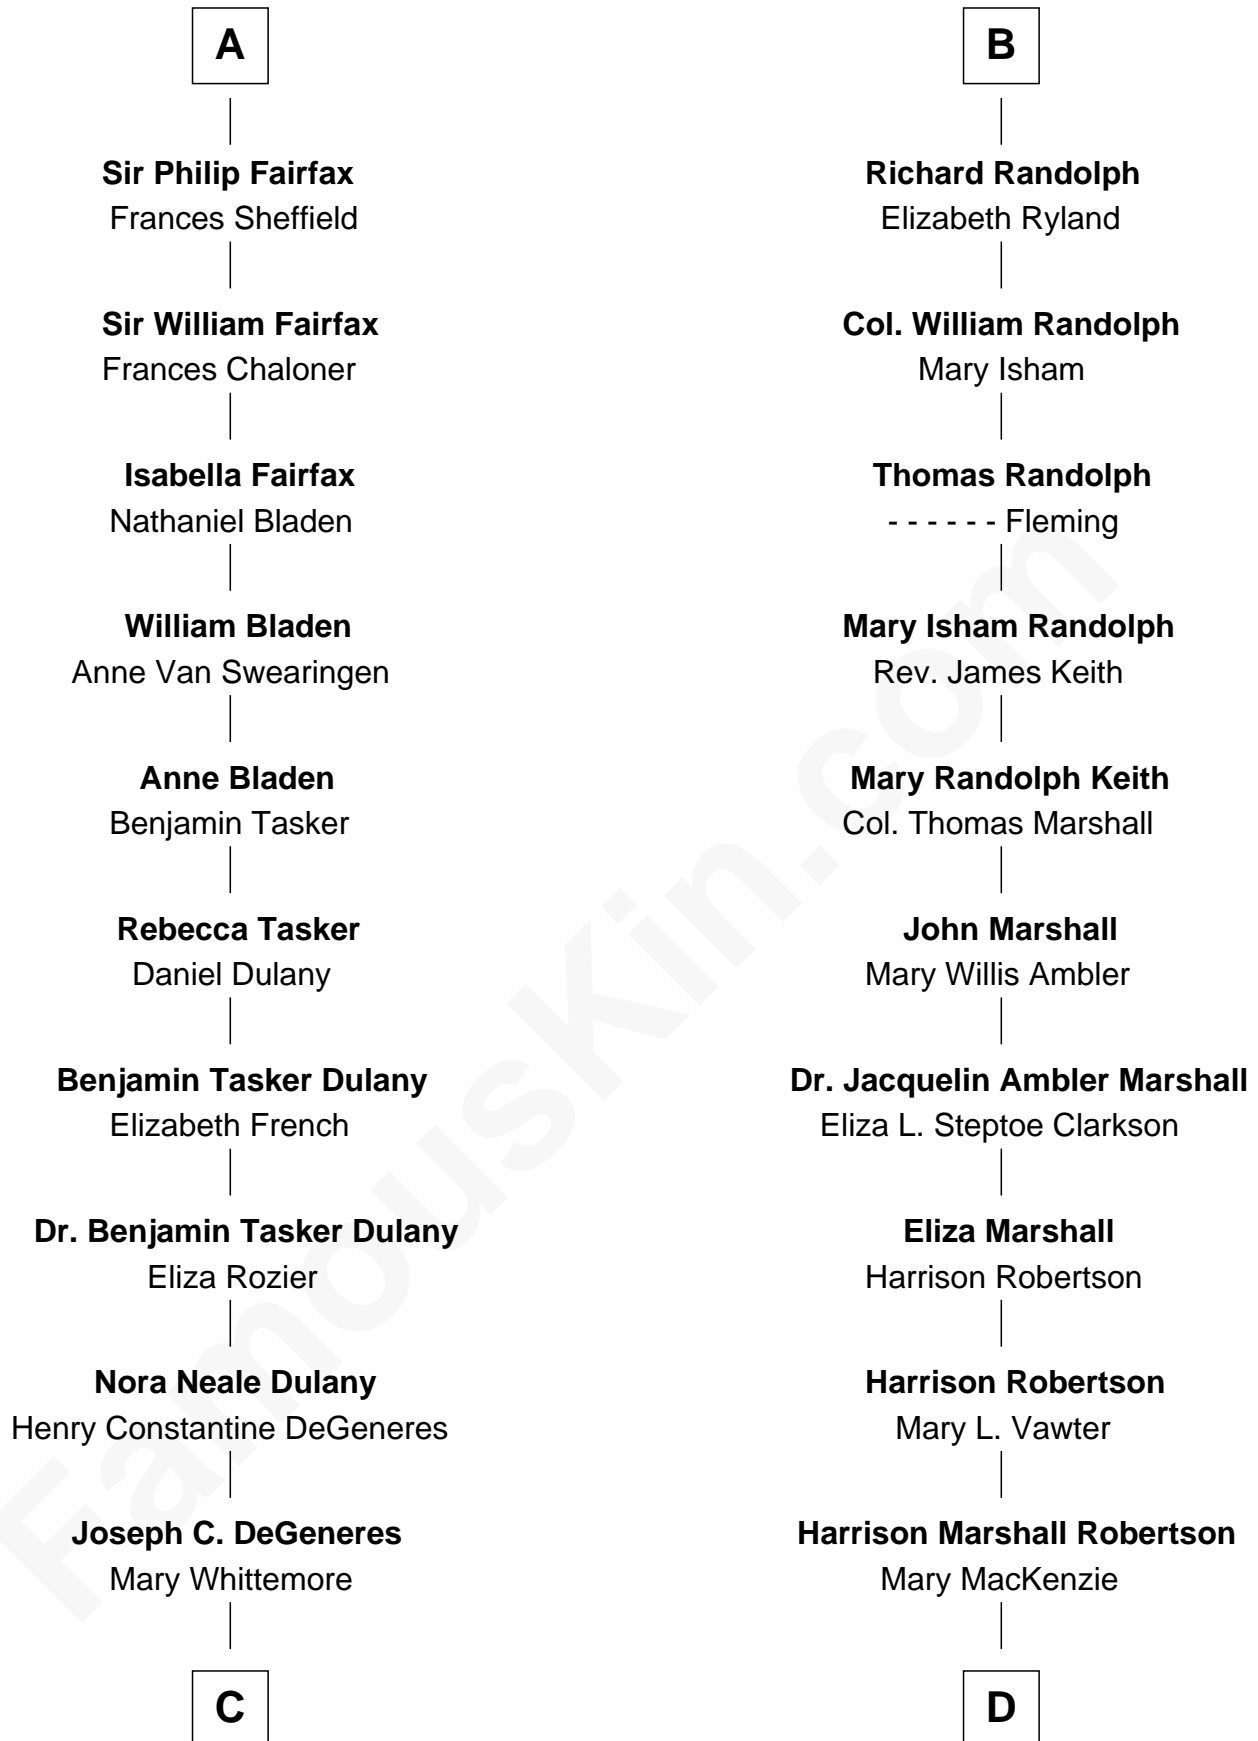 A
Sir Philip Fairfax
Frances Sheffield
Sir William Fairfax
Frances Chaloner
Isabella Fairfax
Nathaniel Bladen
William Bladen
Anne Van Swearingen
Anne Bladen
Benjamin Tasker
Rebecca Tasker
Daniel Dulany
Benjamin Tasker Dulany
Elizabeth French
Dr. Benjamin Tasker Dulany
Eliza Rozier
Nora Neale Dulany
Henry Constantine DeGeneres
Joseph C. DeGeneres
Mary Whittemore
C
B
Richard Randolph
Elizabeth Ryland
Col. William Randolph
Mary Isham
Thomas Randolph
- - - - - - Fleming
Mary Isham Randolph
Rev. James Keith
Mary Randolph Keith
Col. Thomas Marshall
John Marshall
Mary Willis Ambler
Dr. Jacquelin Ambler Marshall
Eliza L. Steptoe Clarkson
Eliza Marshall
Harrison Robertson
Harrison Robertson
Mary L. Vawter
Harrison Marshall Robertson
Mary MacKenzie
D
FamousKin.com